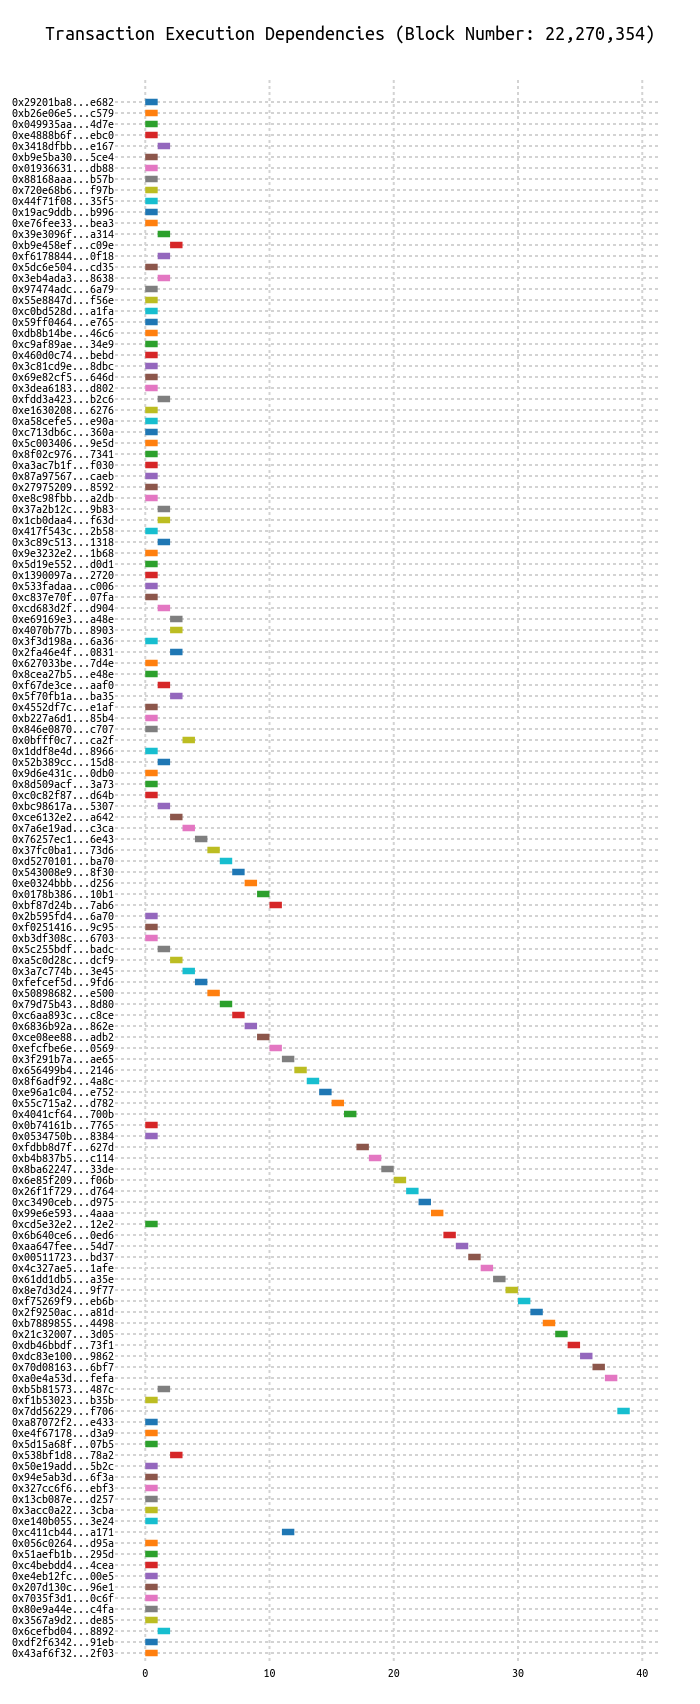 Transaction Execution Dependencies (Block Number: 22,270,354)
0x29201ba8...e682
0xb26e06e5...c579
0x049935aa...4d7e
0xe4888b6f...ebc0
0x3418dfbb...e167
0xb9e5ba30...5ce4
0x01936631...db88
0x88168aaa...b57b
0x720e68b6...f97b
0x44f71f08...35f5
0x19ac9ddb...b996
0xe76fee33...bea3
0x39e3096f...a314
0xb9e458ef...c09e
0xf6178844...0f18
0x5dc6e504...cd35
0x3eb4ada3...8638
0x97474adc...6a79
0x55e8847d...f56e
0xc0bd528d...a1fa
0x59ff0464...e765
0xdb8b14be...46c6
0xc9af89ae...34e9
0x460d0c74...bebd
0x3c81cd9e...8dbc
0x69e82cf5...646d
0x3dea6183...d802
0xfdd3a423...b2c6
0xe1630208...6276
0xa58cefe5...e90a
0xc713db6c...360a
0x5c003406...9e5d
0x8f02c976...7341
0xa3ac7b1f...f030
0x87a97567...caeb
0x27975209...8592
0xe8c98fbb...a2db
0x37a2b12c...9b83
0x1cb0daa4...f63d
0x417f543c...2b58
0x3c89c513...1318
0x9e3232e2...1b68
0x5d19e552...d0d1
0x1390097a...2720
0x533fadaa...c006
0xc837e70f...07fa
0xcd683d2f...d904
0xe69169e3...a48e
0x4070b77b...8903
0x3f3d198a...6a36
0x2fa46e4f...0831
0x627033be...7d4e
0x8cea27b5...e48e
0xf67de3ce...aaf0
0x5f70fb1a...ba35
0x4552df7c...e1af
0xb227a6d1...85b4
0x846e0870...c707
0x0bfff0c7...ca2f
0x1ddf8e4d...8966
0x52b389cc...15d8
0x9d6e431c...0db0
0x8d509acf...3a73
0xc0c82f87...d64b
0xbc98617a...5307
0xce6132e2...a642
0x7a6e19ad...c3ca
0x76257ec1...6e43
0x37fc0ba1...73d6
0xd5270101...ba70
0x543008e9...8f30
0xe0324bbb...d256
0x0178b386...10b1
0xbf87d24b...7ab6
0x2b595fd4...6a70
0xf0251416...9c95
0xb3df308c...6703
0x5c255bdf...badc
0xa5c0d28c...dcf9
0x3a7c774b...3e45
0xfefcef5d...9fd6
0x50898682...e500
0x79d75b43...8d80
0xc6aa893c...c8ce
0x6836b92a...862e
0xce08ee88...adb2
0xefcfbe6e...0569
0x3f291b7a...ae65
0x656499b4...2146
0x8f6adf92...4a8c
0xe96a1c04...e752
0x55c715a2...d782
0x4041cf64...700b
0x0b74161b...7765
0x0534750b...8384
0xfdbb8d7f...627d
0xb4b837b5...c114
0x8ba62247...33de
0x6e85f209...f06b
0x26f1f729...d764
0xc3490ceb...d975
0x99e6e593...4aaa
0xcd5e32e2...12e2
0x6b640ce6...0ed6
0xaa647fee...54d7
0x00511723...bd37
0x4c327ae5...1afe
0x61dd1db5...a35e
0x8e7d3d24...9f77
0xf75269f9...eb6b
0x2f9250ac...a81d
0xb7889855...4498
0x21c32007...3d05
0xdb46bbdf...73f1
0xdc83e100...9862
0x70d08163...6bf7
0xa0e4a53d...fefa
0xb5b81573...487c
0xf1b53023...b35b
0x7dd56229...f706
0xa87072f2...e433
0xe4f67178...d3a9
0x5d15a68f...07b5
0x538bf1d8...78a2
0x50e19add...5b2c
0x94e5ab3d...6f3a
0x327cc6f6...ebf3
0x13cb087e...d257
0x3acc0a22...3cba
0xe140b055...3e24
0xc411cb44...a171
0x056c0264...d95a
0x51aefb1b...295d
0xc4bebdd4...4cea
0xe4eb12fc...00e5
0x207d130c...96e1
0x7035f3d1...0c6f
0x80e9a44e...c4fa
0x3567a9d2...de85
0x6cefbd04...8892
0xdf2f6342...91eb
0x43af6f32...2f03
0 10 20 30 40